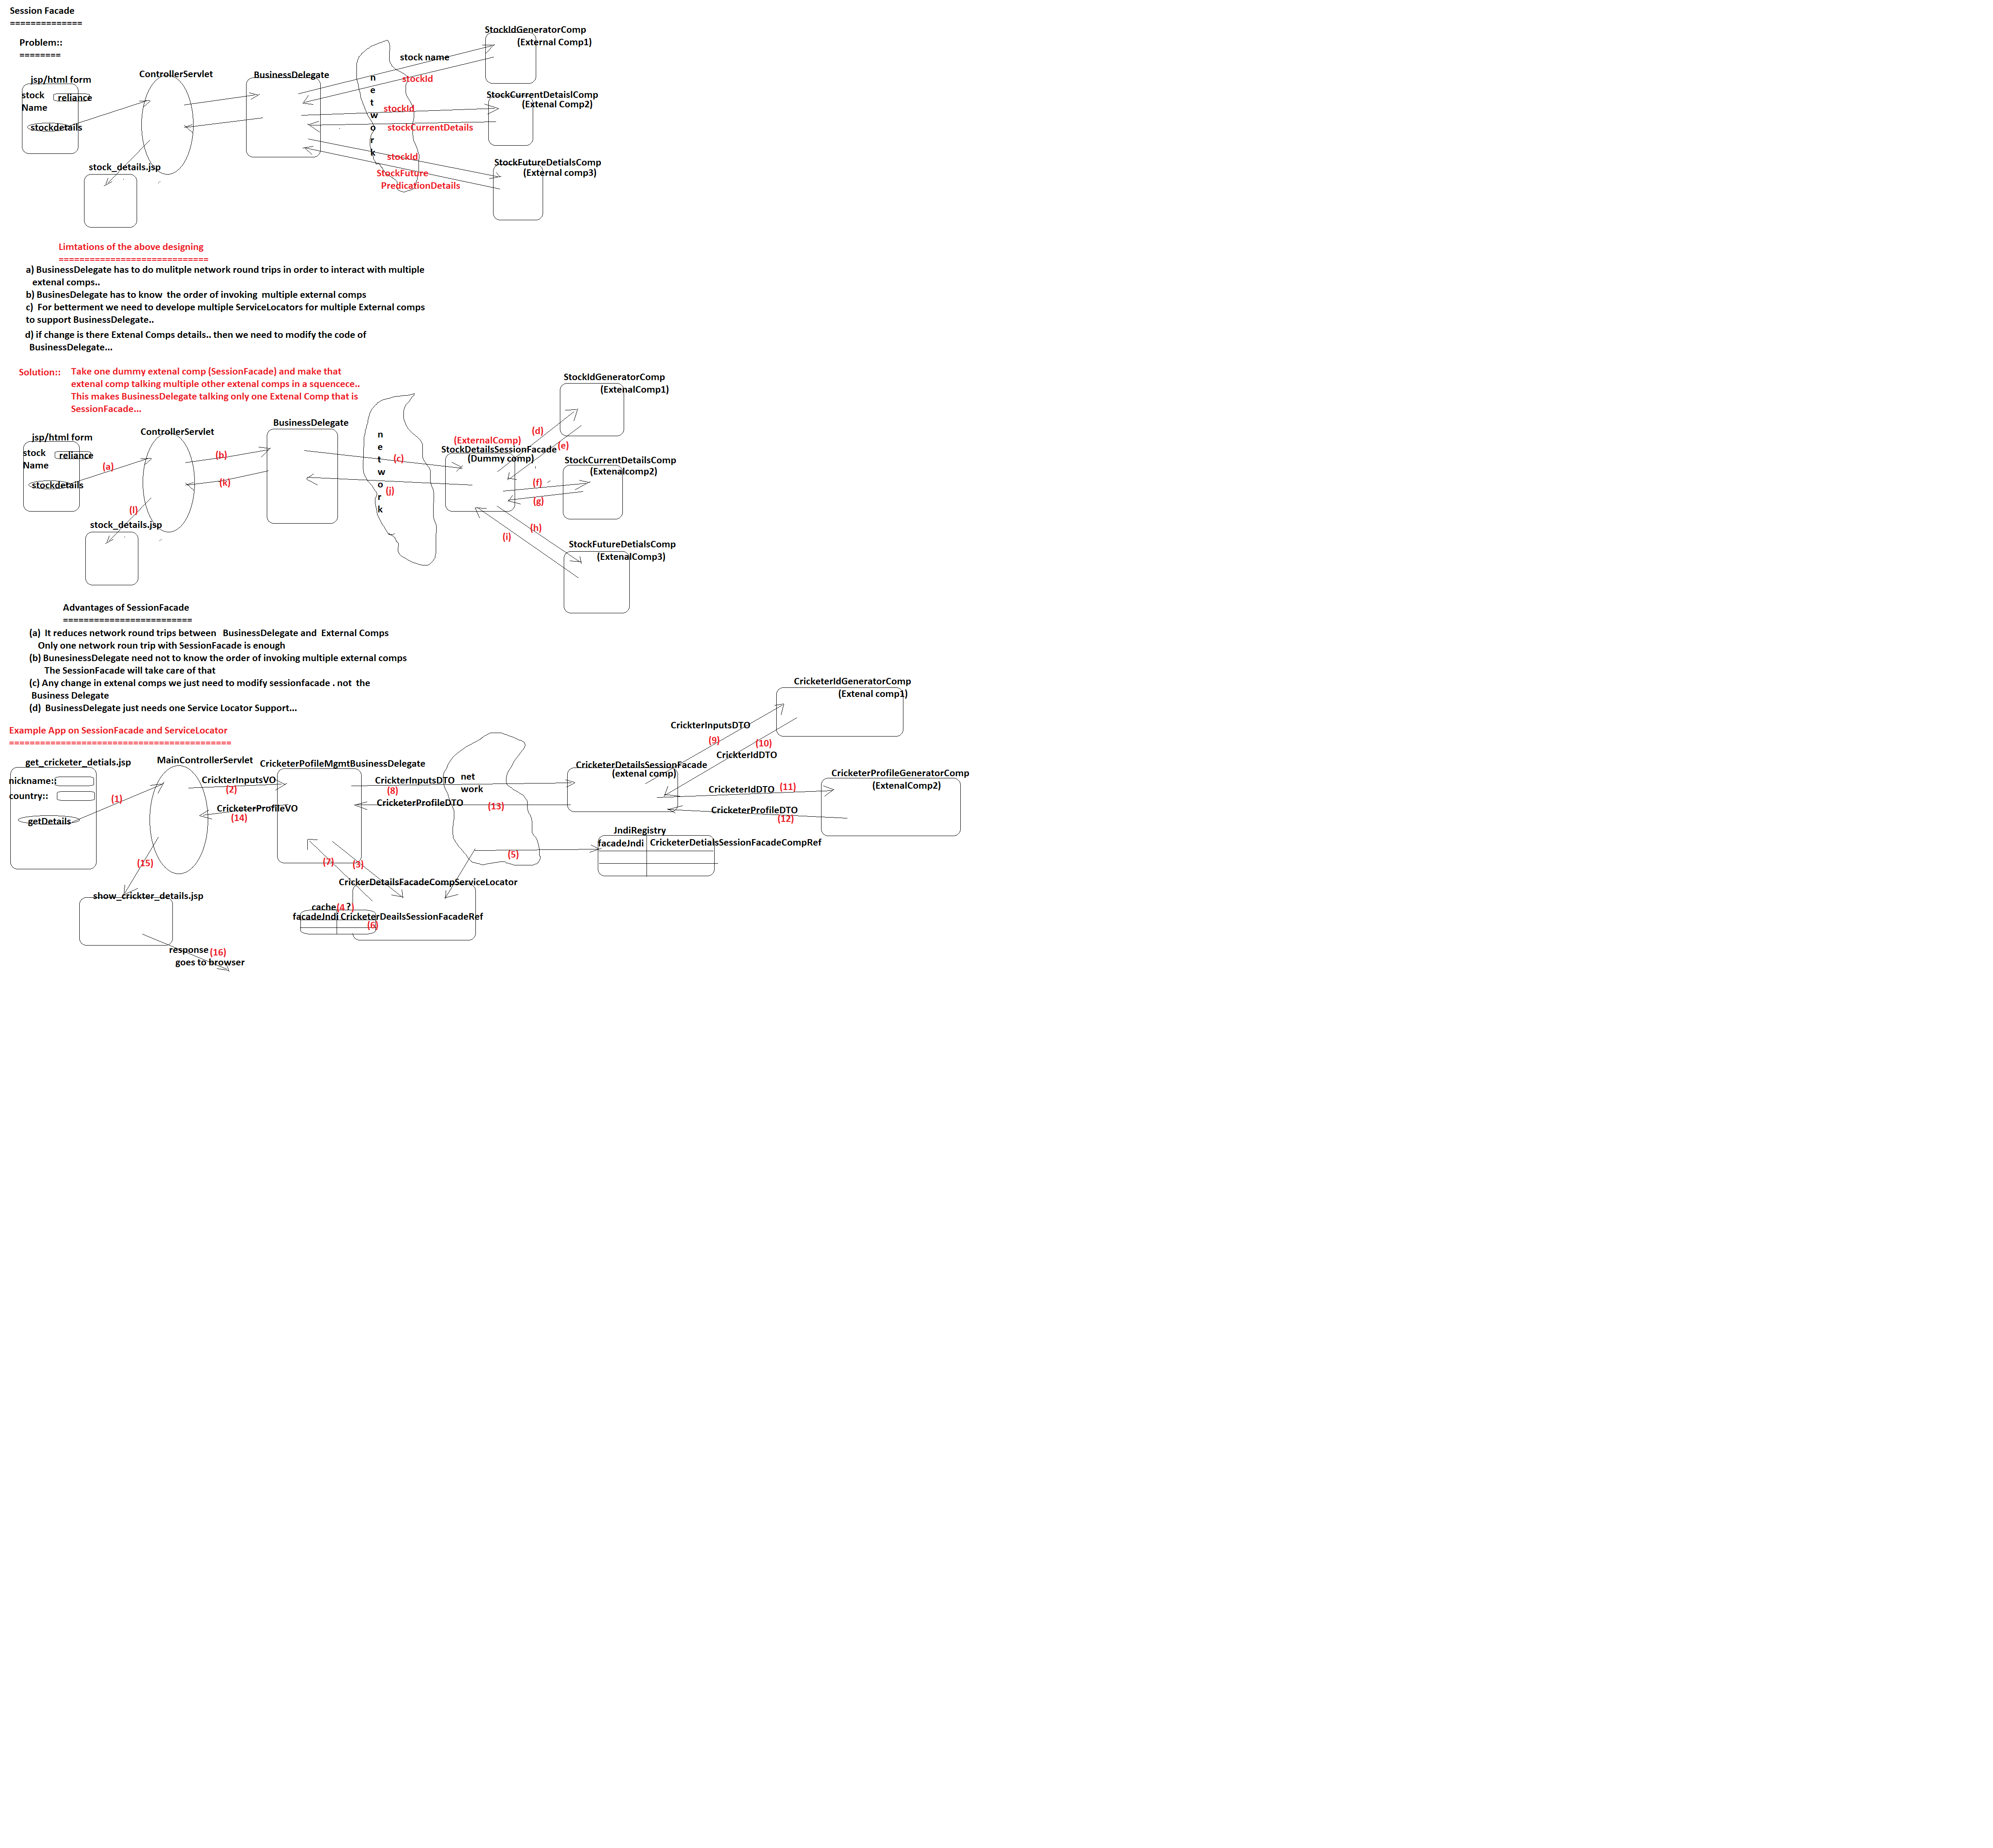 Session Facade
==============
Problem::
========
jsp/html form
stock
Name
reliance
stockdetails
ControllerServlet
stock_details.jsp
BusinessDelegate
n
e
t
w
o
r
k
stock name
stockId
stockId
stockCurrentDetails
stockId
StockFuture
PredicationDetails
StockIdGeneratorComp
(External Comp1)
StockCurrentDetaislComp
(Extenal Comp2)
StockFutureDetialsComp
(External comp3)
Limtations of the above designing
=============================
a) BusinessDelegate has to do mulitple network round trips in order to interact with multiple
extenal comps..
b) BusinesDelegate has to know  the order of invoking  multiple external comps
c)  For betterment we need to develope multiple ServiceLocators for multiple External comps
to support BusinessDelegate..
d) if change is there Extenal Comps details.. then we need to modify the code of
BusinessDelegate...
Solution::
Take one dummy extenal comp (SessionFacade) and make that
extenal comp talking multiple other extenal comps in a squencece..
This makes BusinessDelegate talking only one Extenal Comp that is
SessionFacade...
jsp/html form
stock
Name
reliance
stockdetails
(a)
ControllerServlet
(b)
(k)
(l)
stock_details.jsp
BusinessDelegate
n
e
t
w
o
r
k
(c)
(j)
(ExternalComp)
StockDetailsSessionFacade
(Dummy comp)
(d)
(e)
(f)
(g)
(h)
(i)
StockIdGeneratorComp
(ExtenalComp1)
StockCurrentDetailsComp
(Extenalcomp2)
StockFutureDetialsComp
(ExtenalComp3)
Advantages of SessionFacade
=========================
(a)  It reduces network round trips between   BusinessDelegate and  External Comps
Only one network roun trip with SessionFacade is enough
(b) BunesinessDelegate need not to know the order of invoking multiple external comps
The SessionFacade will take care of that
(c) Any change in extenal comps we just need to modify sessionfacade . not  the
Business Delegate
(d)  BusinessDelegate just needs one Service Locator Support...
Example App on SessionFacade and ServiceLocator
===========================================
get_cricketer_detials.jsp
nickname::
country::
getDetails
(1)
MainControllerServlet
CrickterInputsVO
(2)
CricketerProfileVO
(14)
(15)
show_crickter_details.jsp
response (16)
goes to browser
CricketerPofileMgmtBusinessDelegate
CrickterInputsDTO
(8)
CricketerProfileDTO
(13)
net
work
(7)
(3)
(5)
CrickerDetailsFacadeCompServiceLocator
cache(4 ?)
facadeJndi CricketerDeailsSessionFacadeRef
(6)
CricketerDetailsSessionFacade
(extenal comp)
JndiRegistry
facadeJndi CricketerDetialsSessionFacadeCompRef
CrickterInputsDTO
(9)
(10)
CrickterIdDTO
CricketerIdDTO (11)
CricketerProfileDTO
(12)
CricketerIdGeneratorComp
(Extenal comp1)
CricketerProfileGeneratorComp
(ExtenalComp2)